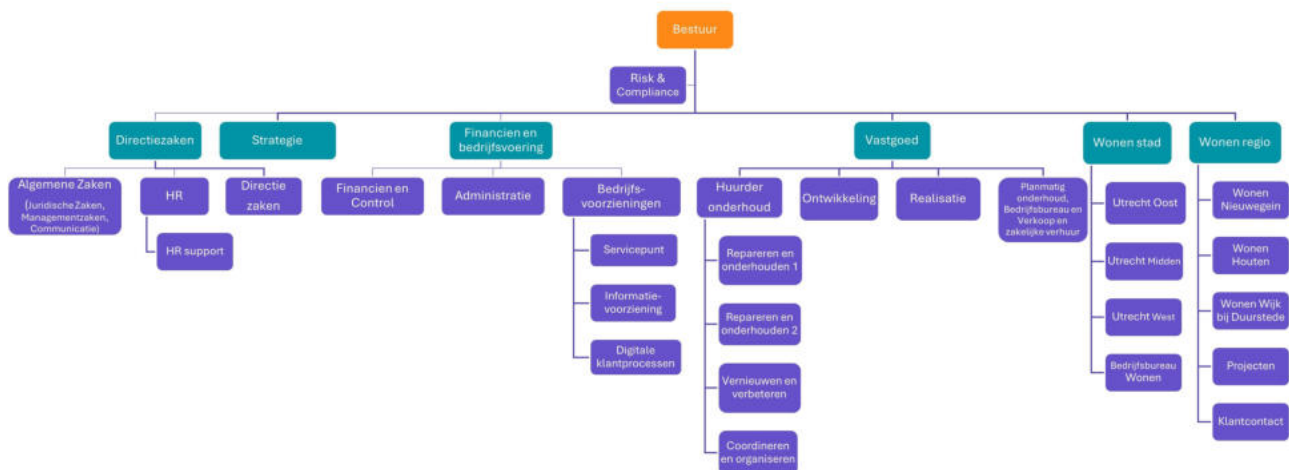 Bestuur
Risk &
Compliance
Directiezaken
Strategie
Financien en
bedrijfsvoering
Vastgoed
Wonen stad
Wonen regio
Algemene Zaken
(Juridische Zaken,
Managementzaken,
Communicatie)
HR
Directie
zaken
HR support
Financien en
Control
Administratie
Bedrijfs-
voorzieningen
Servicepunt
Informatie-
voorziening
Digitale
klantprocessen
Huurder
onderhoud
Ontwikkeling
Realisatie
Planmatig
onderhoud,
Bedrijfsbureau en
Verkoop en
zakelijke verhuur
Repareren en
onderhouden 1
Repareren en
onderhouden 2
Vernieuwen en
verbeteren
Coordineren
en organiseren
Utrecht Oost
Utrecht Midden
Utrecht West
Bedrijfsbureau
Wonen
Wonen
Nieuwegein
Wonen
Houten
Wonen Wijk
bij Duurstede
Projecten
Klantcontact